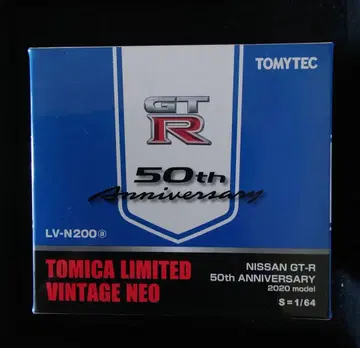 TOMYTEC
GT
R
50th
Anniversary
LV-N200ⓐ
TOMICA LIMITED
VINTAGE NEO
NISSAN GT-R
50th ANNIVERSARY
2020 model
S=1/64